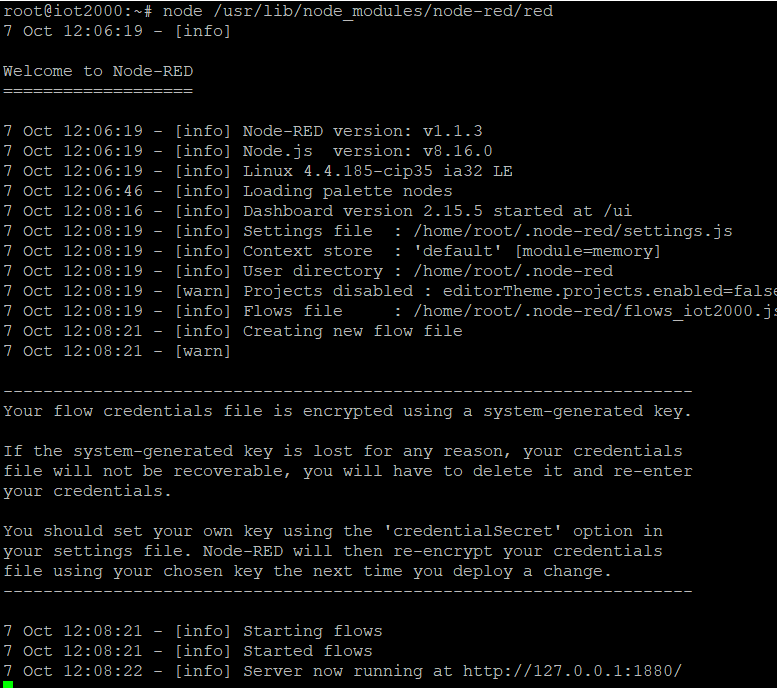 root@iot2000:~# node /usr/lib/node_modules/node-red/red
7 Oct 12:06:19 - [info]
Welcome to Node-RED
===================
7 Oct 12:06:19 - [info] Node-RED version: v1.1.3
7 Oct 12:06:19 - [info] Node.js  version: v8.16.0
7 Oct 12:06:19 - [info] Linux 4.4.185-cip35 ia32 LE
7 Oct 12:06:46 - [info] Loading palette nodes
7 Oct 12:08:16 - [info] Dashboard version 2.15.5 started at /ui
7 Oct 12:08:19 - [info] Settings file  : /home/root/.node-red/settings.js
7 Oct 12:08:19 - [info] Context store  : 'default' [module=memory]
7 Oct 12:08:19 - [info] User directory : /home/root/.node-red
7 Oct 12:08:19 - [warn] Projects disabled : editorTheme.projects.enabled=false
7 Oct 12:08:19 - [info] Flows file     : /home/root/.node-red/flows_iot2000.js
7 Oct 12:08:21 - [info] Creating new flow file
7 Oct 12:08:21 - [warn]
---------------------------------------------------------------------
Your flow credentials file is encrypted using a system-generated key.
If the system-generated key is lost for any reason, your credentials
file will not be recoverable, you will have to delete it and re-enter
your credentials.
You should set your own key using the 'credentialSecret' option in
your settings file. Node-RED will then re-encrypt your credentials
file using your chosen key the next time you deploy a change.
---------------------------------------------------------------------
7 Oct 12:08:21 - [info] Starting flows
7 Oct 12:08:21 - [info] Started flows
7 Oct 12:08:22 - [info] Server now running at http://127.0.0.1:1880/